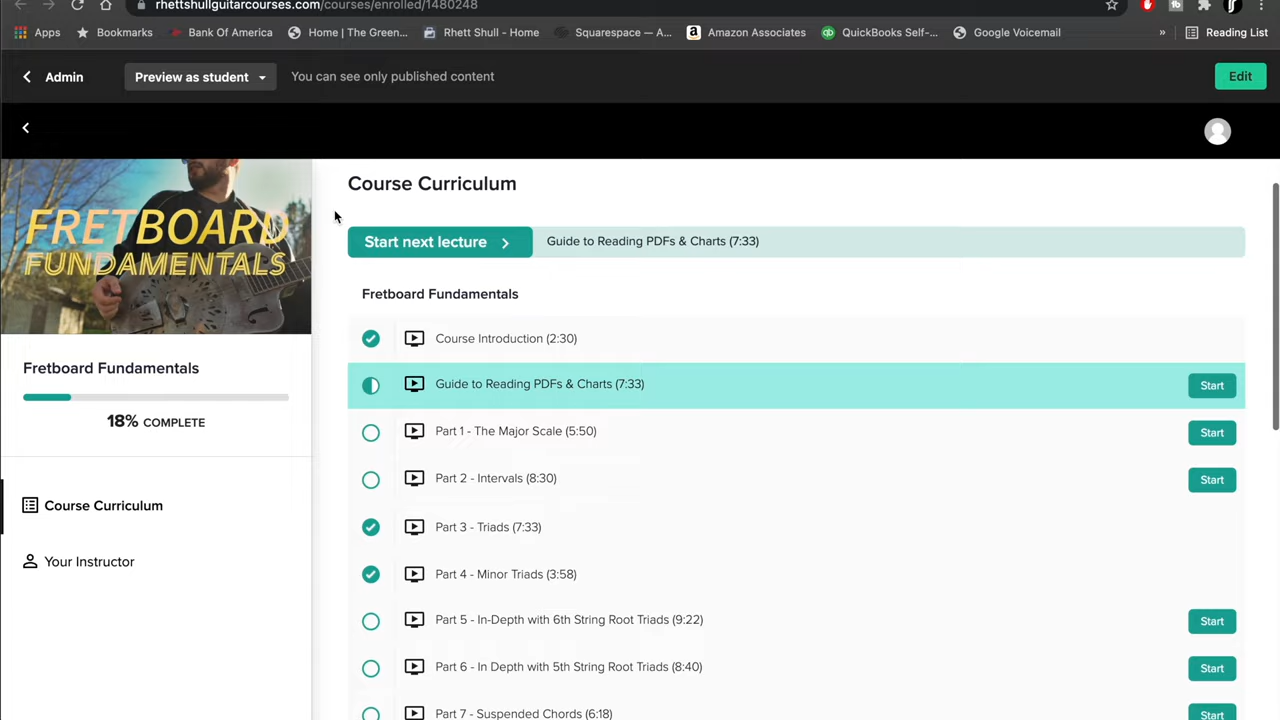 rhettshullguitarcourses.com/courses/enrolled/1480248
Apps Bookmarks Bank Of America Home | The Green... Rhett Shull - Home Squarespace — A... Amazon Associates QuickBooks Self-... Google Voicemail » Reading List
Admin Preview as student You can see only published content Edit
FRETBOARD
FUNDAMENTALS
Fretboard Fundamentals
18% COMPLETE
Course Curriculum
Your Instructor
Course Curriculum
Start next lecture Guide to Reading PDFs & Charts (7:33)
Fretboard Fundamentals
Course Introduction (2:30)
Guide to Reading PDFs & Charts (7:33) Start
Part 1 - The Major Scale (5:50) Start
Part 2 - Intervals (8:30) Start
Part 3 - Triads (7:33)
Part 4 - Minor Triads (3:58)
Part 5 - In-Depth with 6th String Root Triads (9:22) Start
Part 6 - In Depth with 5th String Root Triads (8:40) Start
Part 7 - Suspended Chords (6:18) Start